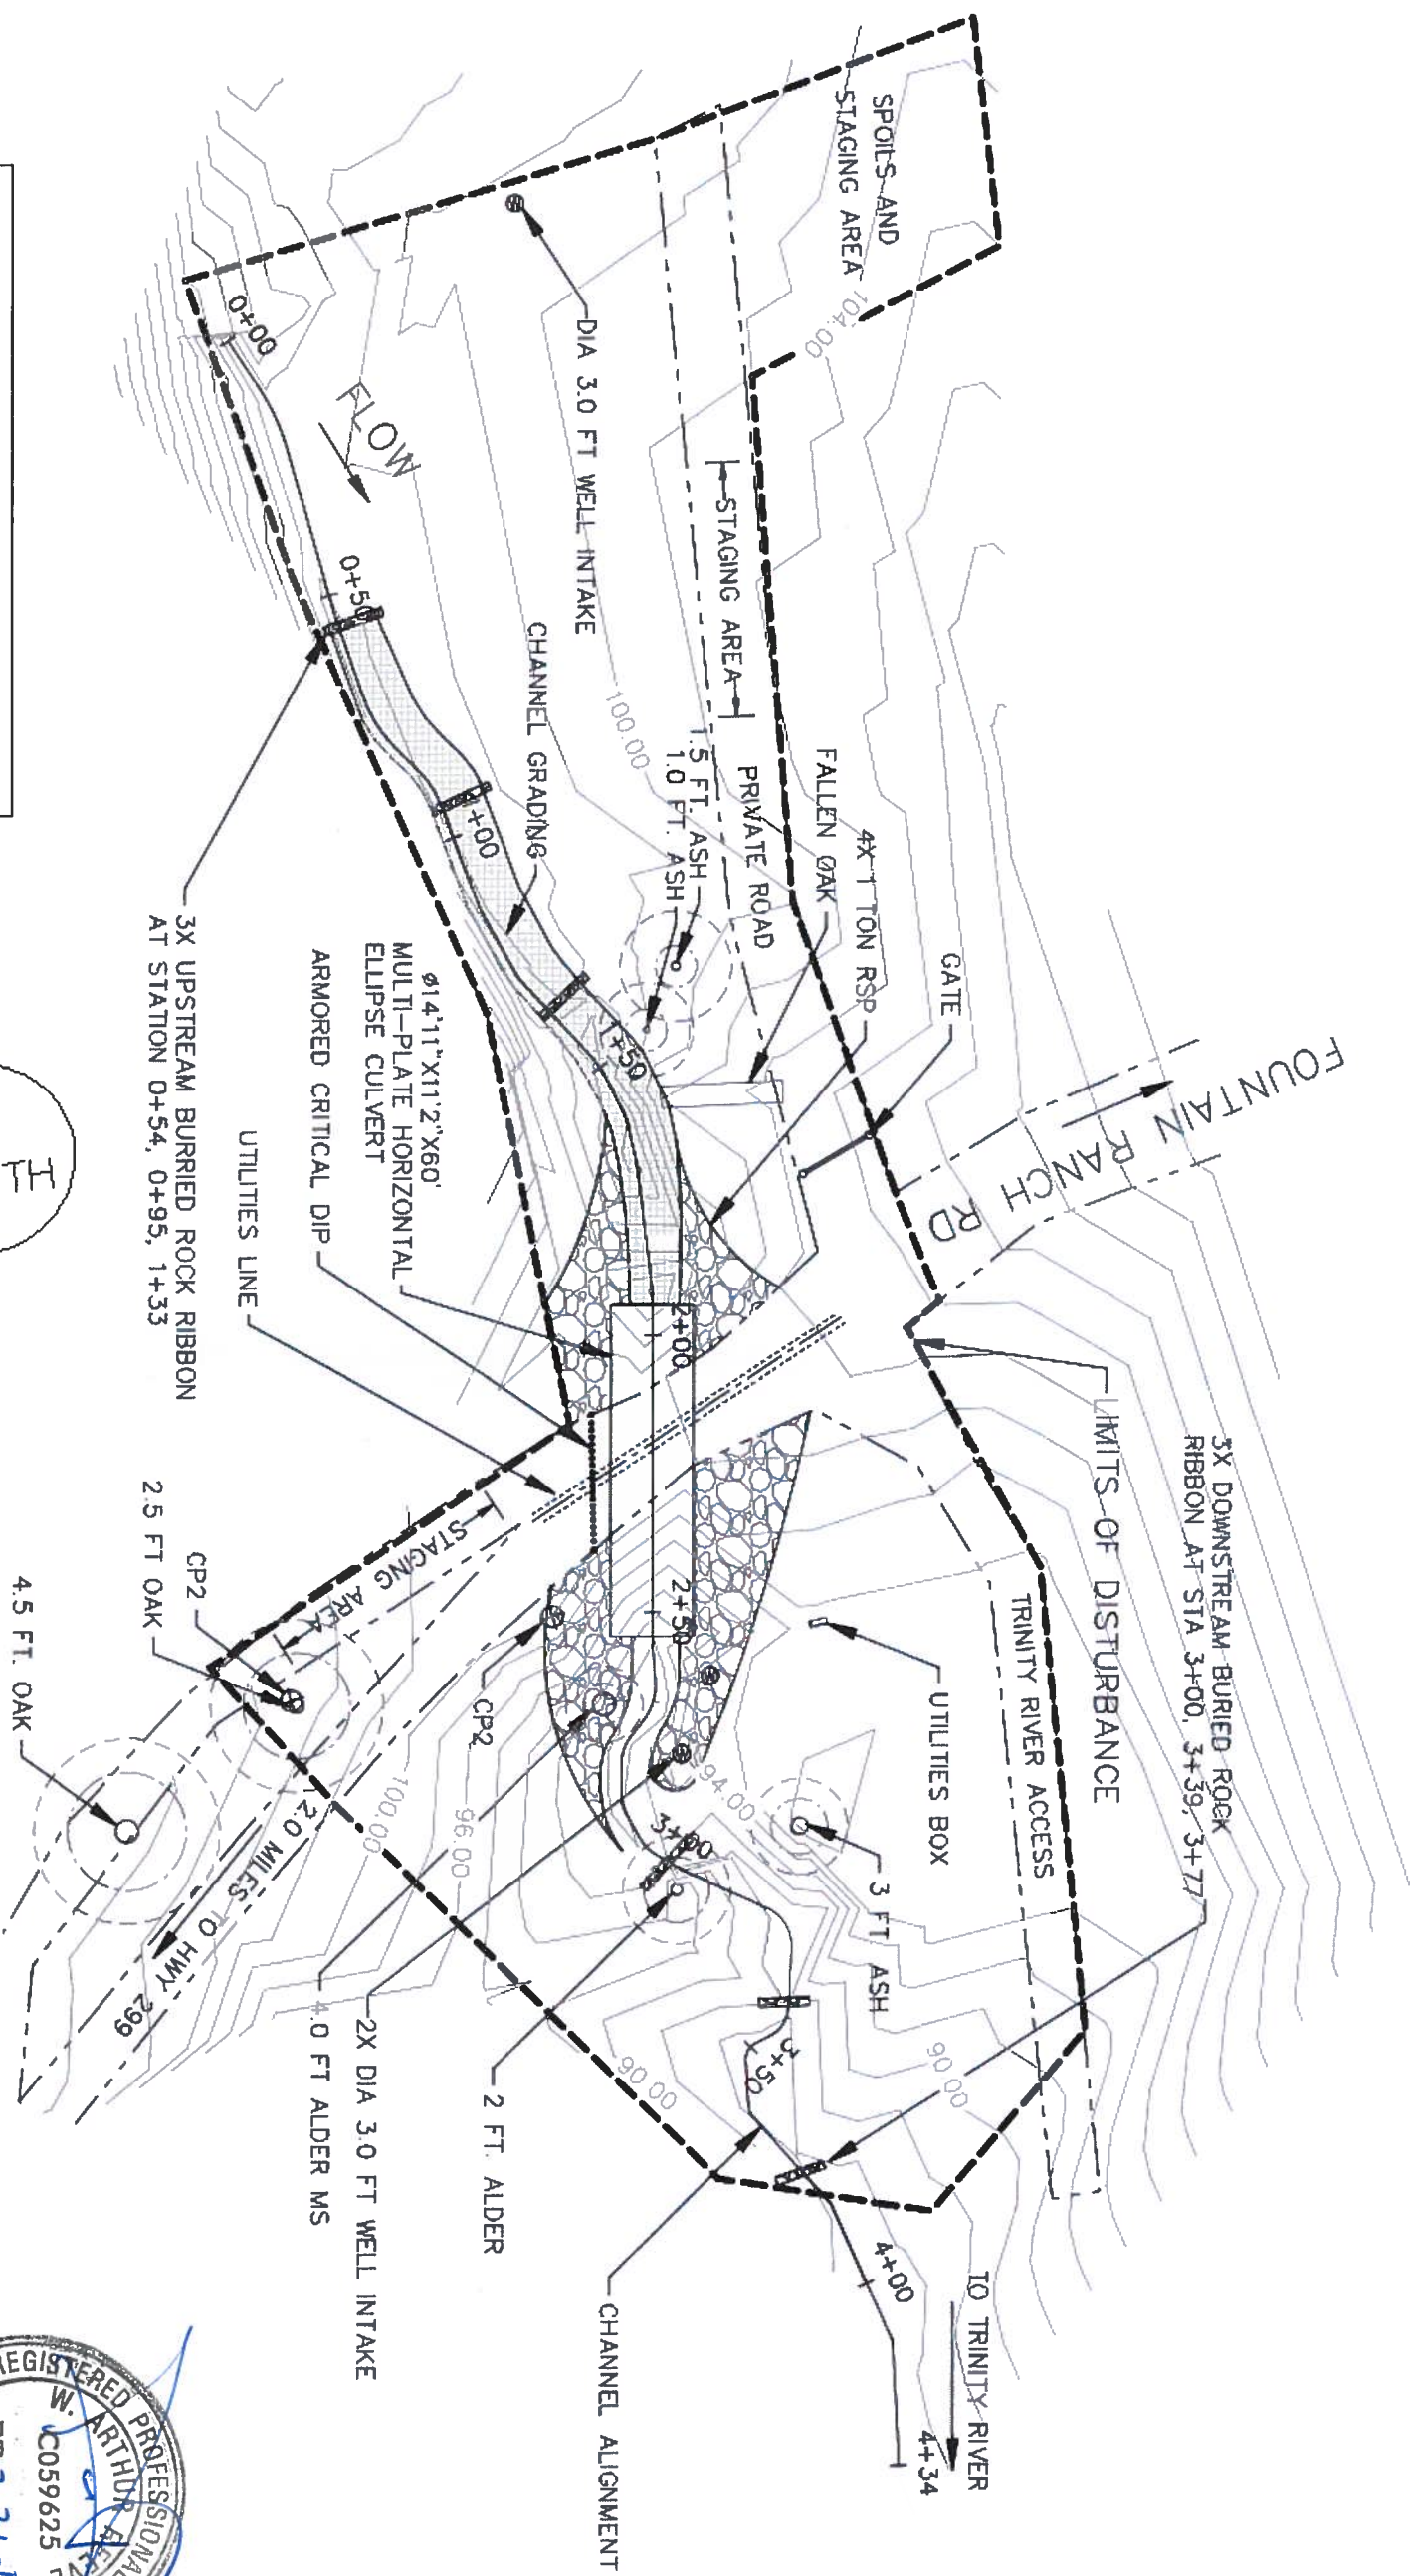 SPOILS AND
STAGING AREA
104.00
0+00
FLOW
DIA 3.0 FT WELL INTAKE
STAGING AREA
0+50
CHANNEL GRADING
100.00
1.5 FT. ASH
1.0 FT. ASH
PRIVATE ROAD
FALLEN OAK
4X 1 TON RSP
GATE
FOUNTAIN RANCH RD
1+00
1+50
ø14'11"X11'2"X60'
MULTI-PLATE HORIZONTAL
ELLIPSE CULVERT
ARMORED CRITICAL DIP
UTILITIES LINE
3X UPSTREAM BURRIED ROCK RIBBON
AT STATION 0+54, 0+95, 1+33
2+00
2+50
LIMITS OF DISTURBANCE
3X DOWNSTREAM BURIED ROCK
RIBBON AT STA 3+00, 3+39, 3+77
TRINITY RIVER ACCESS
UTILITIES BOX
STAGING AREA
CP2
2.5 FT OAK
4.5 FT. OAK
CP2
94.00
96.00
100.00
3+00
3 FT ASH
2.0 MILES TO HWY 299
4.0 FT ALDER MS
2X DIA 3.0 FT WELL INTAKE
2 FT. ALDER
3+50
90.00
90.00
CHANNEL ALIGNMENT
4+00
TO TRINITY RIVER
4+34
REGISTERED PROFESSIONAL
W. ARTHUR
C059625